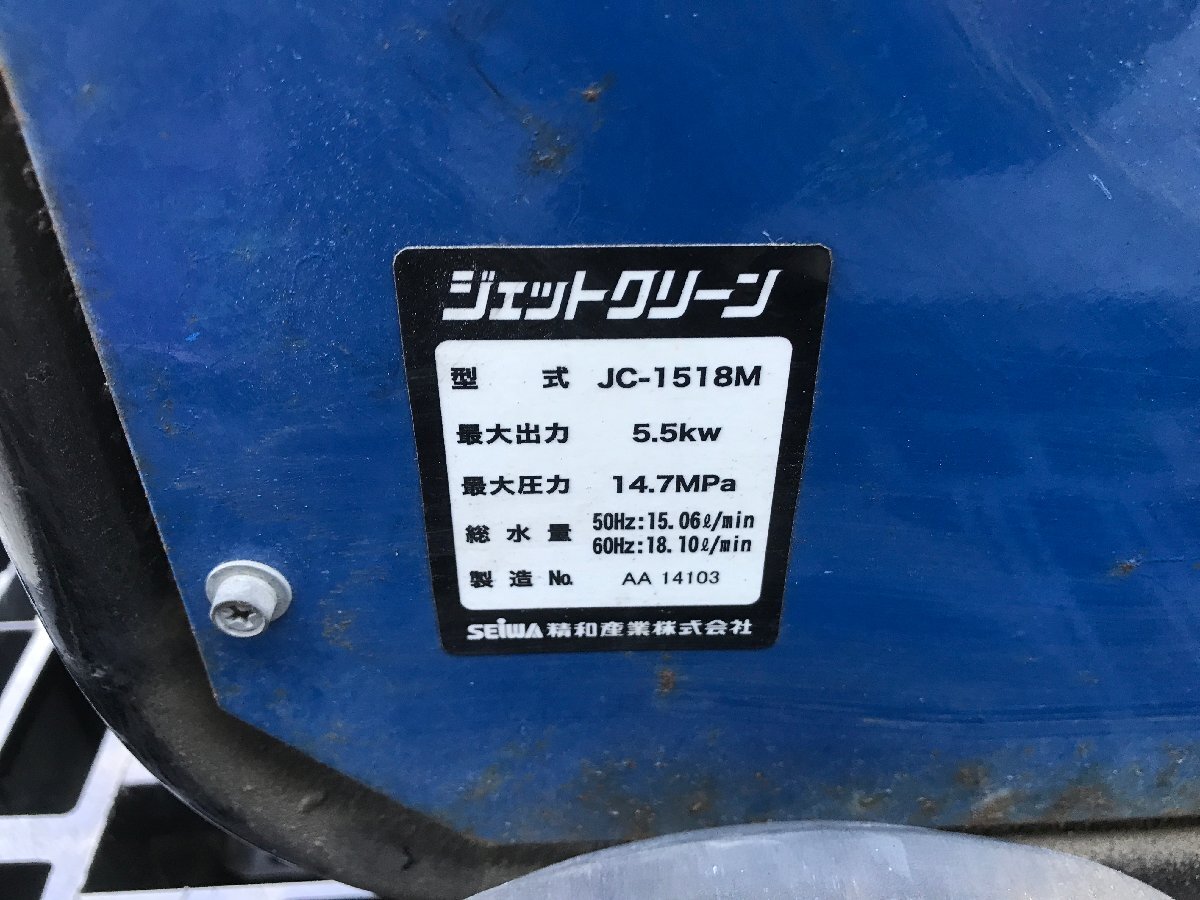 ジェットクリーン
型 式 JC-1518M
最大出力 5.5kw
最大圧力 14.7MPa
総水量 50Hz:15.06ℓ/min
60Hz:18.10ℓ/min
製造No. AA 14103
SEIWA 精和産業株式会社